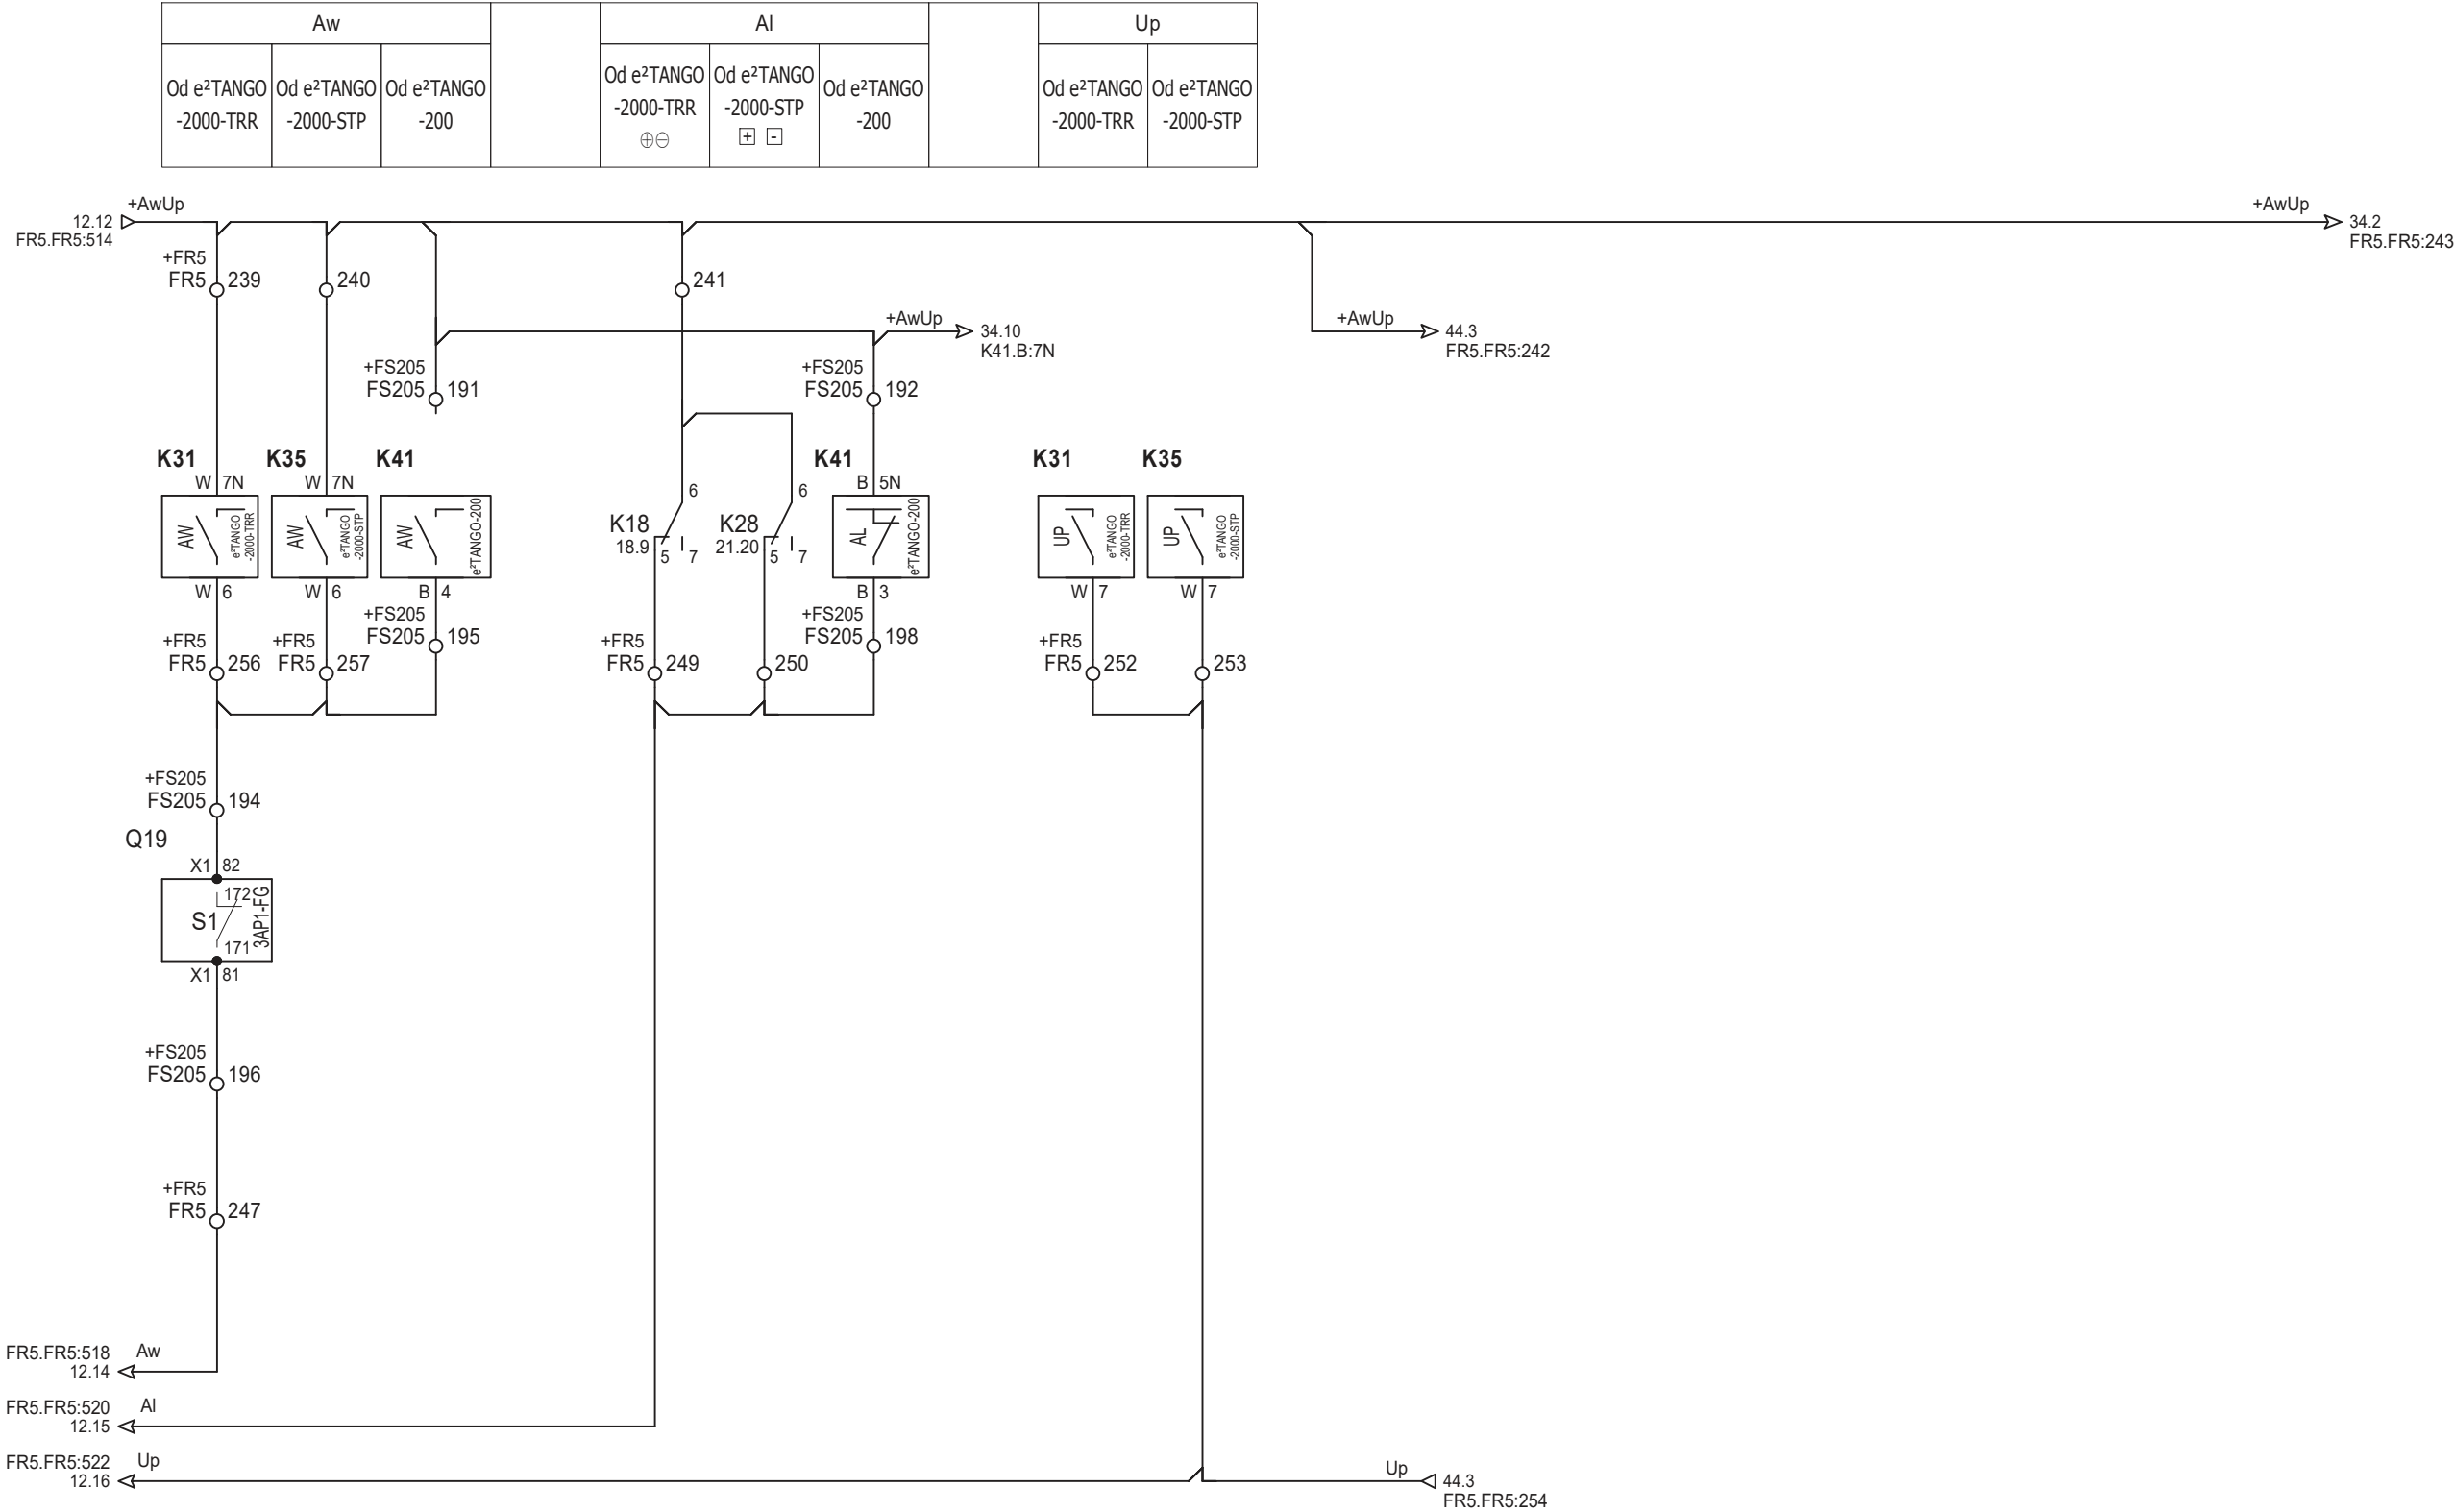 Aw
Al
Up
Od e²TANGO
-2000-TRR
Od e²TANGO
-2000-STP
Od e²TANGO
-200
Od e²TANGO
-2000-TRR
⊕⊖
Od e²TANGO
-2000-STP
+ -
Od e²TANGO
-200
Od e²TANGO
-2000-TRR
Od e²TANGO
-2000-STP
+AwUp
12.12
FR5.FR5:514
+AwUp
34.2
FR5.FR5:243
+FR5
FR5 239
240
241
+AwUp
34.10
K41.B:7N
+AwUp
44.3
FR5.FR5:242
+FS205
FS205 191
+FS205
FS205 192
K31
W 7N
AW
e²TANGO
-2000-TRR
W 6
K35
W 7N
AW
e²TANGO
-2000-STP
W 6
K41
AW
e²TANGO-200
B 4
K18
18.9
6
5 7
K28
21.20
6
5 7
K41
B 5N
AL
e²TANGO-200
B 3
K31
UP
e²TANGO
-2000-TRR
W 7
K35
UP
e²TANGO
-2000-STP
W 7
+FR5
FR5 256
+FR5
FR5 257
+FS205
FS205 195
+FR5
FR5 249
250
+FS205
FS205 198
+FR5
FR5 252
253
+FS205
FS205 194
Q19
X1 82
172
S1
3AP1-FG
171
X1 81
+FS205
FS205 196
+FR5
FR5 247
FR5.FR5:518 Aw
12.14
FR5.FR5:520 Al
12.15
FR5.FR5:522 Up
12.16
Up
44.3
FR5.FR5:254